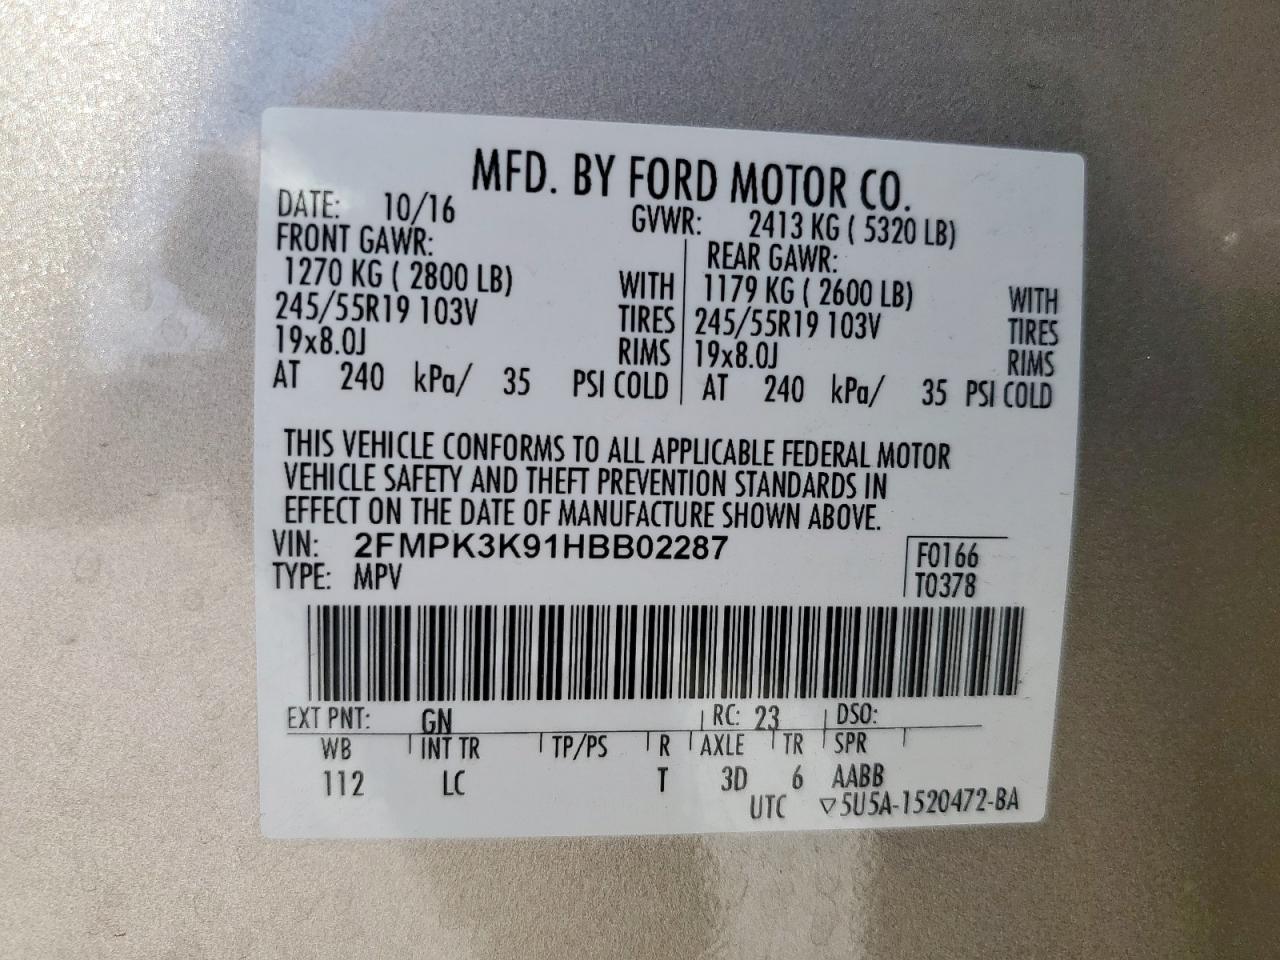 MFD. BY FORD MOTOR CO.
DATE: 10/16 GVWR: 2413 KG ( 5320 LB)
FRONT GAWR: REAR GAWR:
1270 KG ( 2800 LB) WITH 1179 KG ( 2600 LB) WITH
245/55R19 103V TIRES 245/55R19 103V TIRES
19x8.0J RIMS 19x8.0J RIMS
AT 240 kPa/ 35 PSI COLD AT 240 kPa/ 35 PSI COLD
THIS VEHICLE CONFORMS TO ALL APPLICABLE FEDERAL MOTOR
VEHICLE SAFETY AND THEFT PREVENTION STANDARDS IN
EFFECT ON THE DATE OF MANUFACTURE SHOWN ABOVE.
VIN: 2FMPK3K91HBB02287 F0166
TYPE: MPV T0378
EXT PNT: GN RC: 23 DSO:
WB INT TR TP/PS R AXLE TR SPR
112 LC T 3D 6 AABB
UTC ▽5U5A-1520472-BA